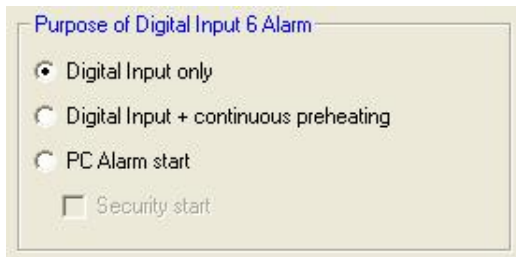 Purpose of Digital Input 6 Alarm
Digital Input only
Digital Input + continuous preheating
PC Alarm start
Security start